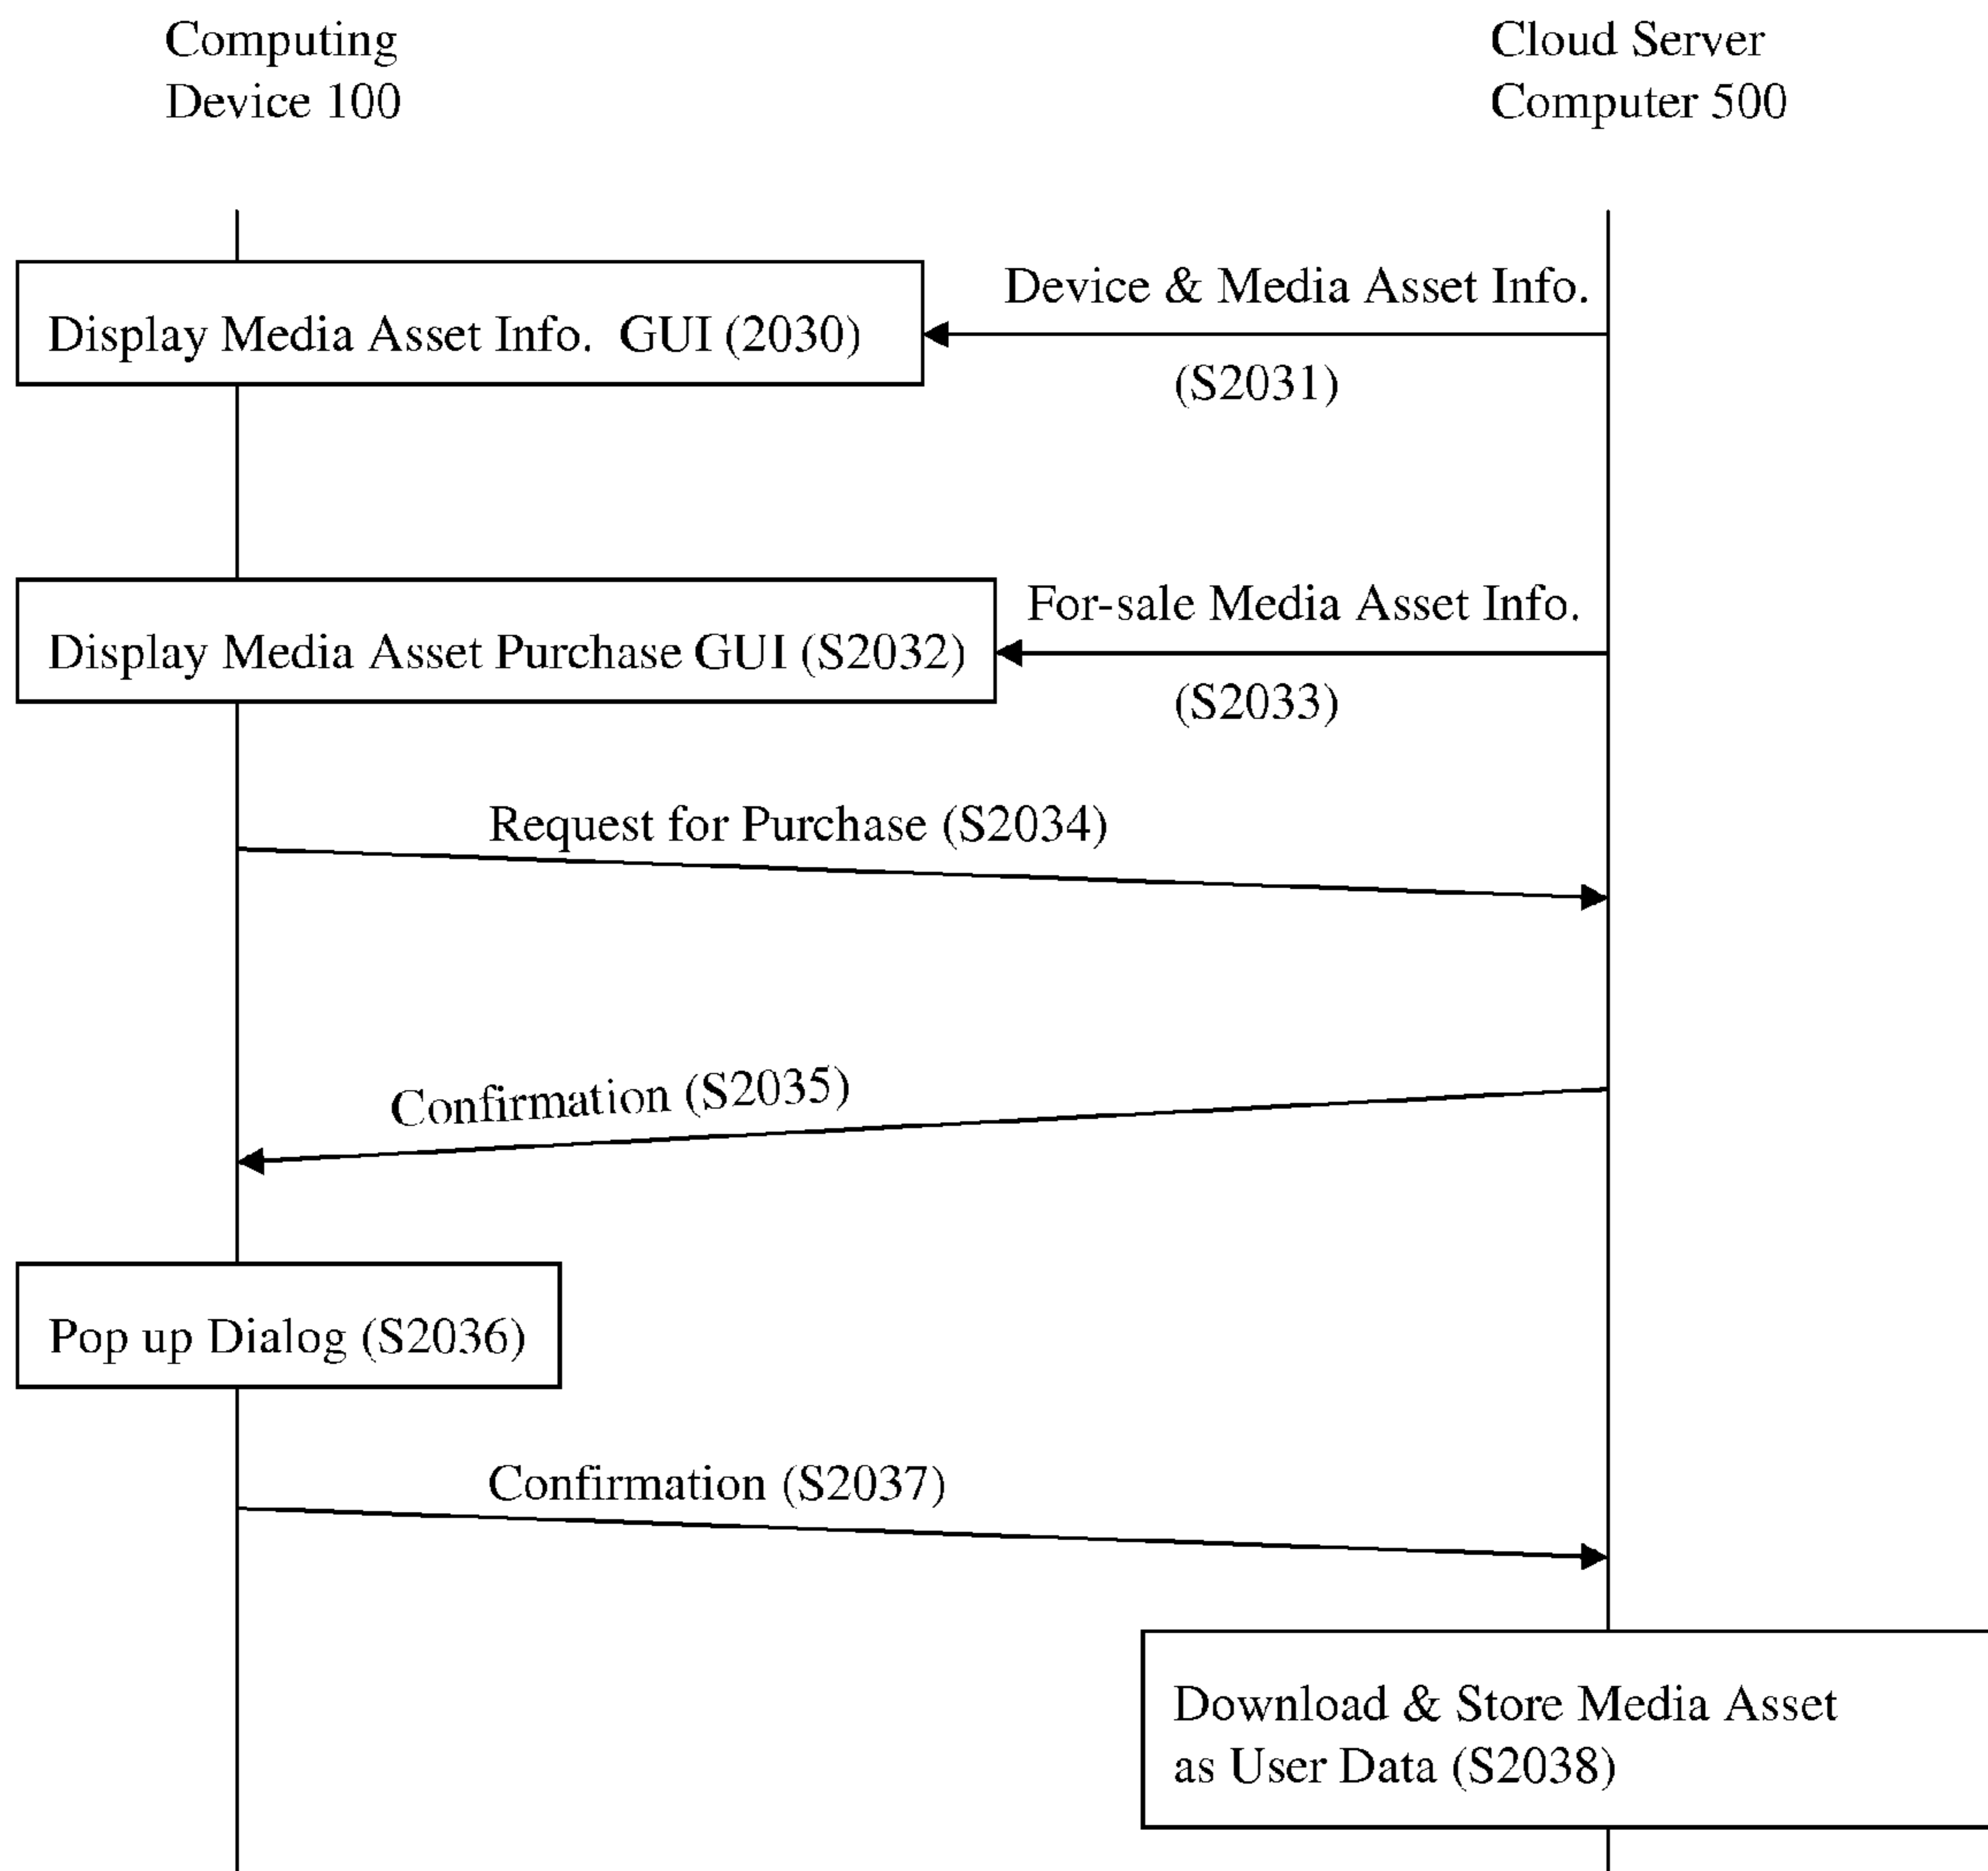 Computing
Device 100
Cloud Server
Computer 500
Device & Media Asset Info.
Display Media Asset Info. GUI (2030)
(S2031)
For-sale Media Asset Info.
Display Media Asset Purchase GUI (S2032)
(S2033)
Request for Purchase (S2034)
Confirmation (S2035)
Pop up Dialog (S2036)
Confirmation (S2037)
Download & Store Media Asset
as User Data (S2038)